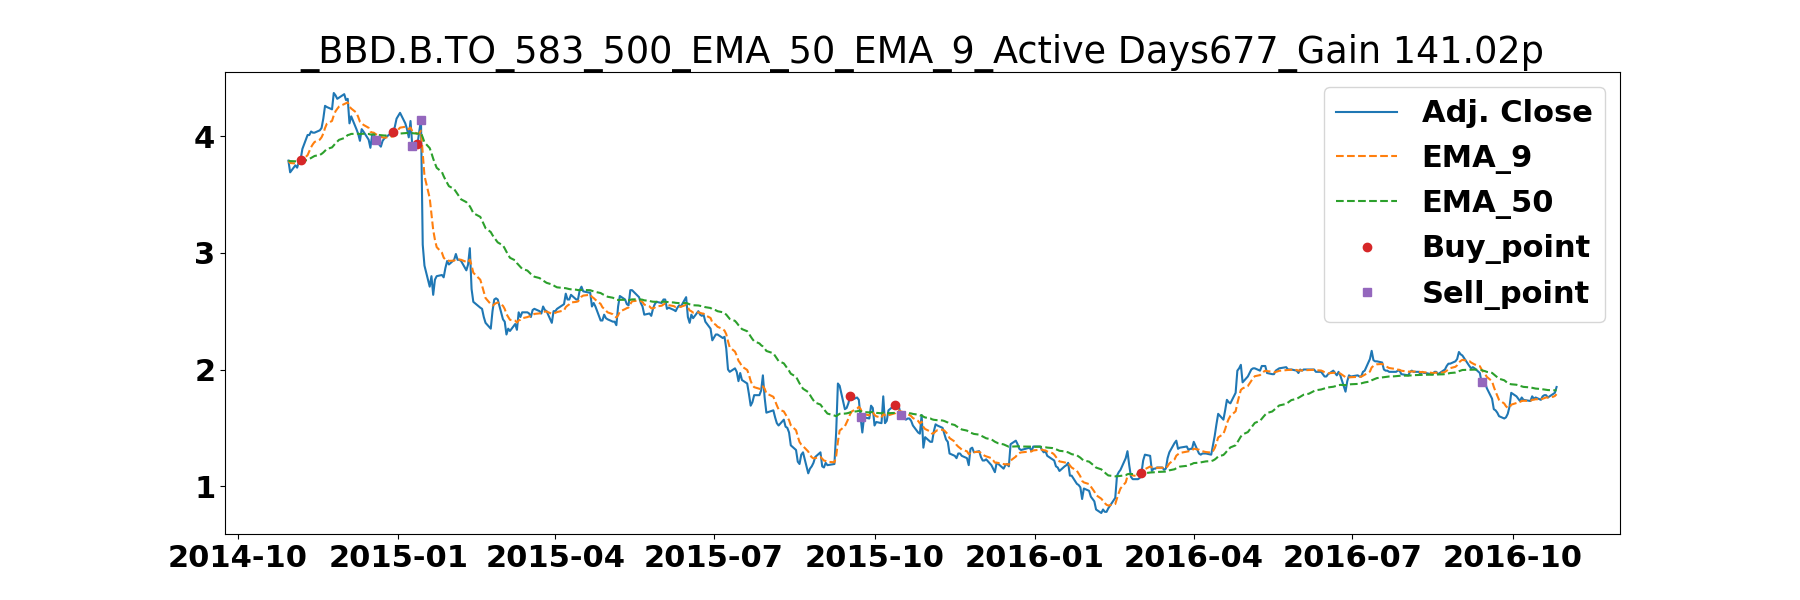 _BBD.B.TO_583_500_EMA_50_EMA_9_Active Days677_Gain 141.02p
Adj. Close
EMA_9
EMA_50
Buy_point
Sell_point
4
3
2
1
2014-10 2015-01 2015-04 2015-07 2015-10 2016-01 2016-04 2016-07 2016-10